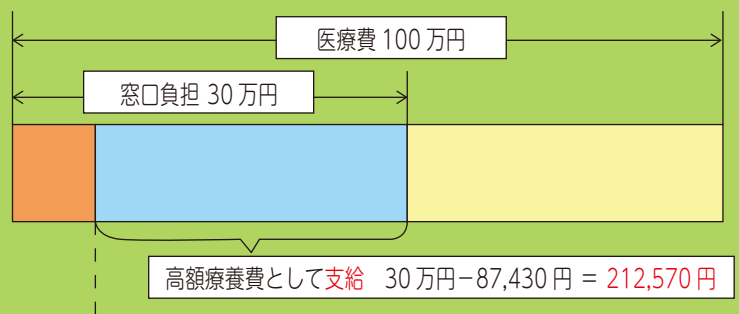 医療費 100 万円
窓口負担 30 万円
高額療養費として支給　30 万円－87,430 円 ＝ 212,570 円